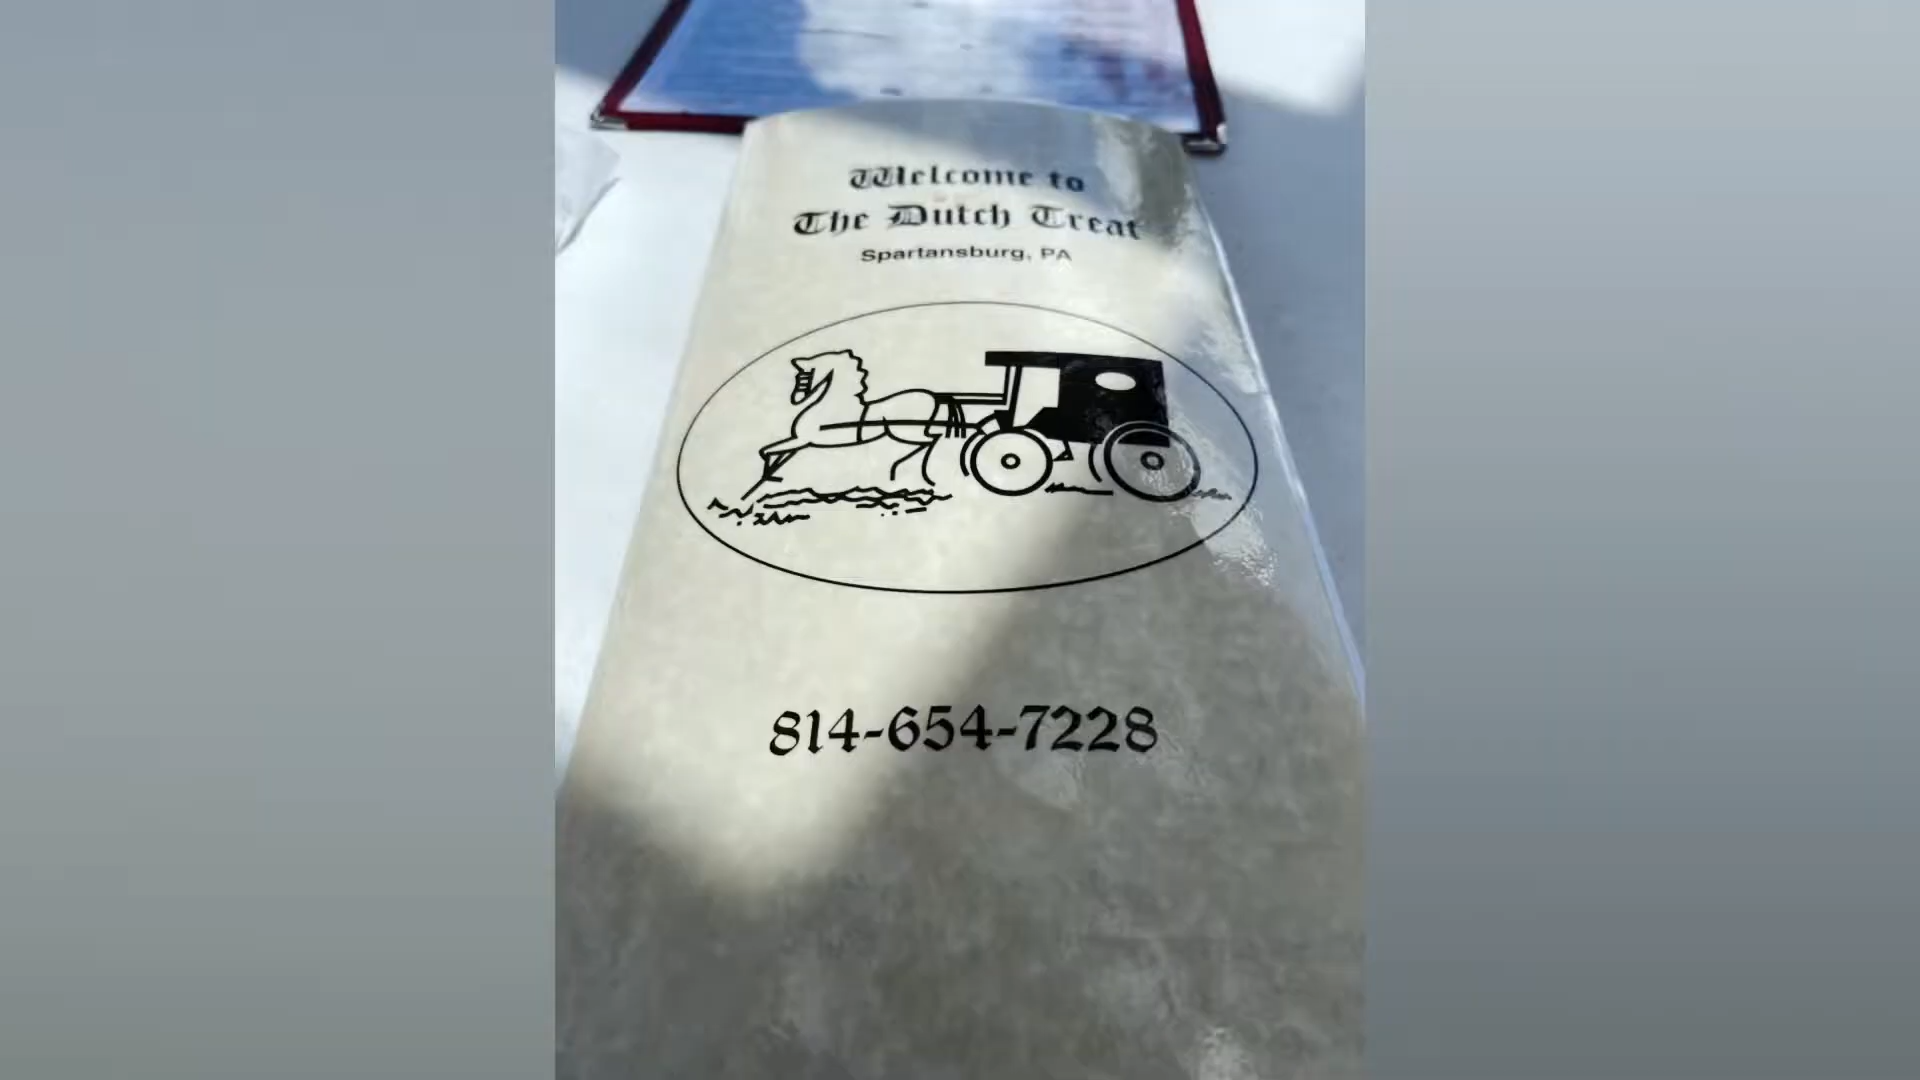 Welcome to
The Dutch Treat
Spartansburg, PA
814-654-7228